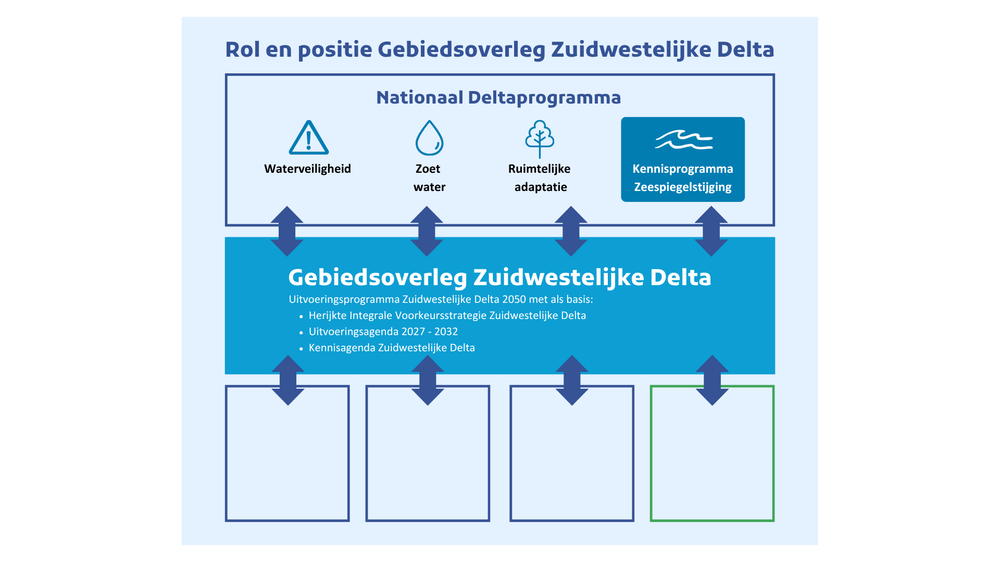 Rol en positie Gebiedsoverleg Zuidwestelijke Delta
Nationaal Deltaprogramma
Waterveiligheid
Zoet
water
Ruimtelijke
adaptatie
Kennisprogramma
Zeespiegelstijging
Gebiedsoverleg Zuidwestelijke Delta
Uitvoeringsprogramma Zuidwestelijke Delta 2050 met als basis:
• Herijkte Integrale Voorkeursstrategie Zuidwestelijke Delta
• Uitvoeringsagenda 2027 - 2032
• Kennisagenda Zuidwestelijke Delta